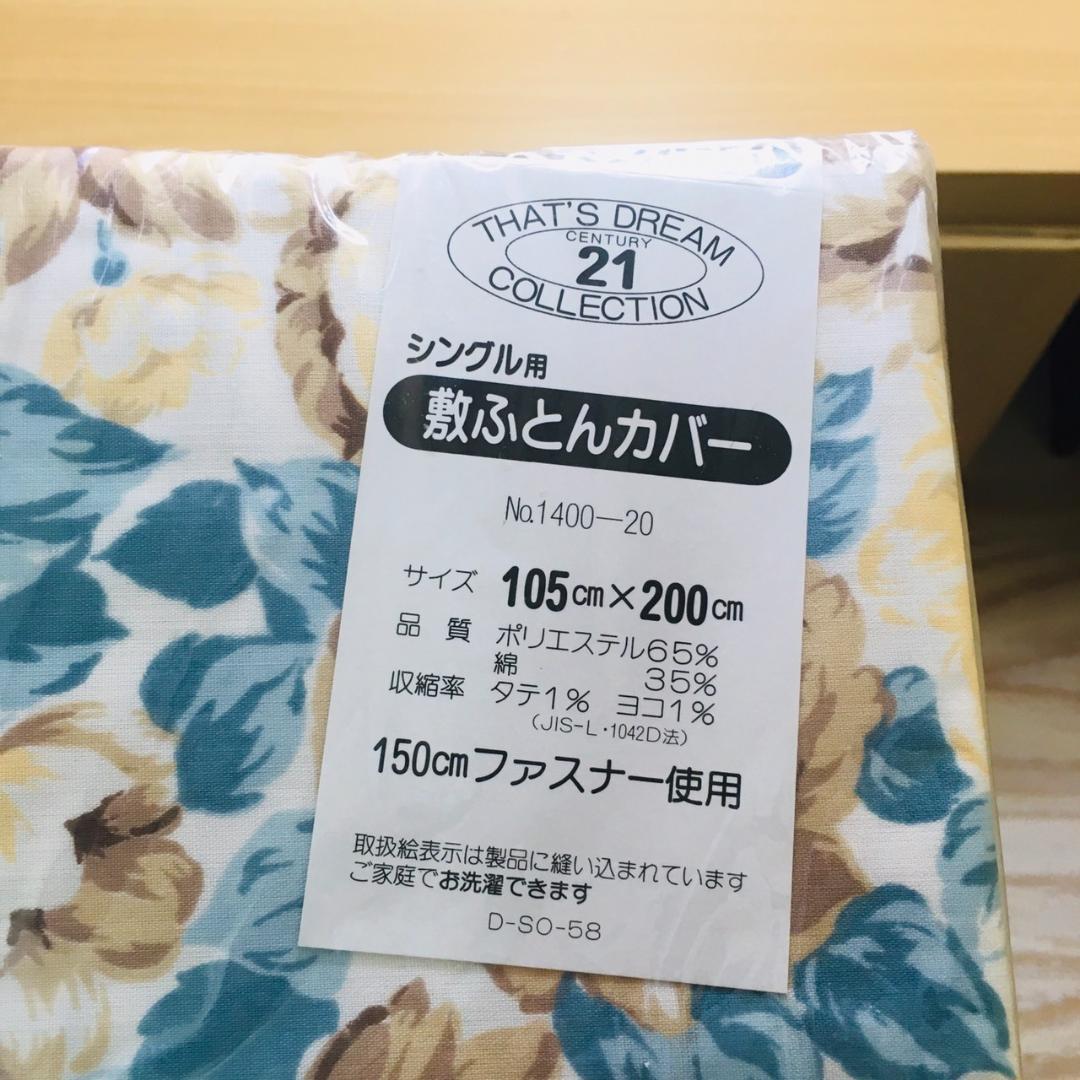 THAT'S DREAM
CENTURY
21
COLLECTION
シングル用
敷ふとんカバー
No.1400—20
サイズ 105cm×200cm
品質 ポリエステル65%
綿 35%
収縮率 タテ1% ヨコ1%
(JIS-L・1042D法)
150cmファスナー使用
取扱絵表示は製品に縫い込まれています
ご家庭でお洗濯できます
D-SO-58